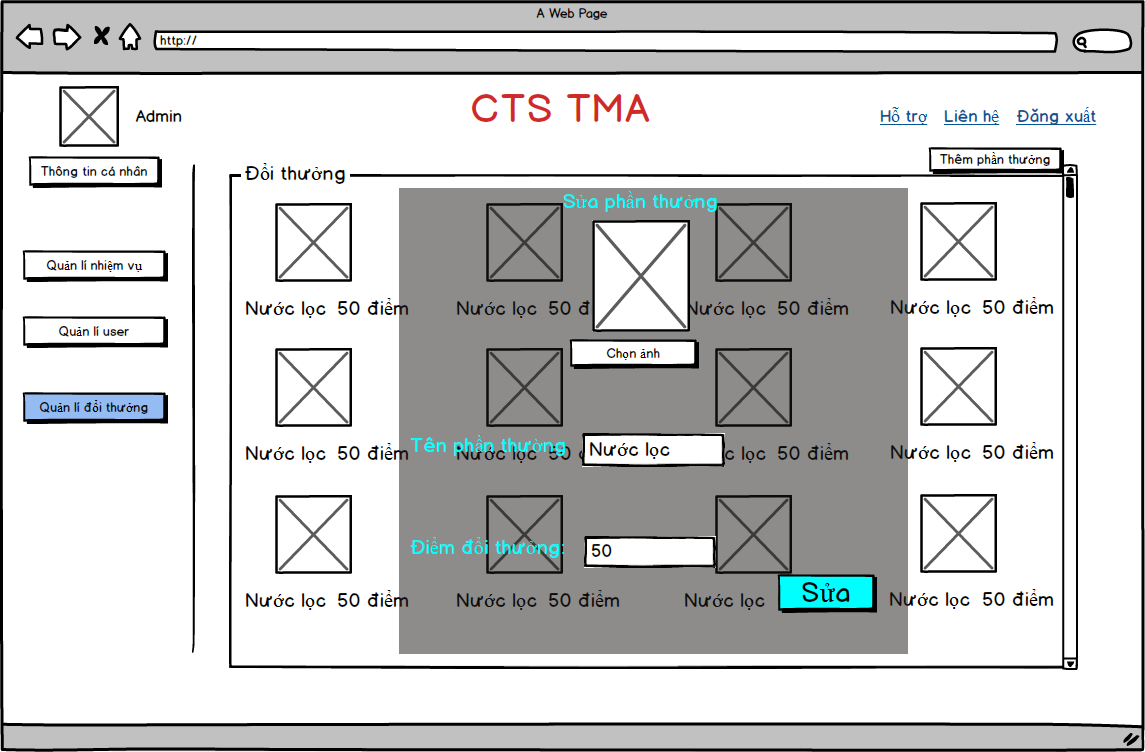 A Web Page
http://
Admin
CTS TMA
Hỗ trợ Liên hệ Đăng xuất
Thông tin cá nhân
Thêm phần thưởng
Đổi thưởng
Sửa phần thưởng
Quản lí nhiệm vụ
Nước lọc 50 điểm Nước lọc 50 đ Nước lọc 50 điểm Nước lọc 50 điểm
Quản lí user
Chọn ảnh
Quản lí đổi thưởng
Tên phần thường
Nước lọc
Nước lọc 50 điểm Nước lọc 50 lọc 50 điểm Nước lọc 50 điểm
Điểm đổi thưởng:
50
Sửa
Nước lọc 50 điểm Nước lọc 50 điểm Nước lọc Nước lọc 50 điểm